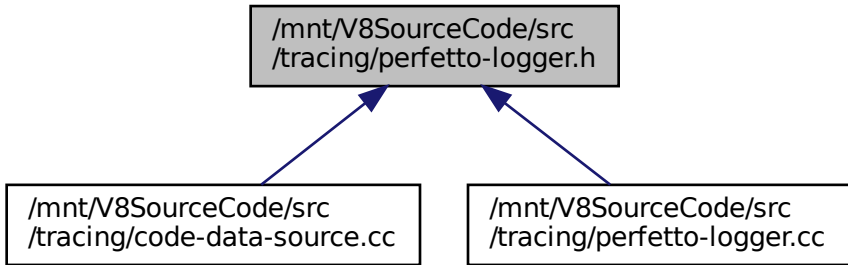 /mnt/V8SourceCode/src
/tracing/perfetto-logger.h
/mnt/V8SourceCode/src
/tracing/code-data-source.cc
/mnt/V8SourceCode/src
/tracing/perfetto-logger.cc